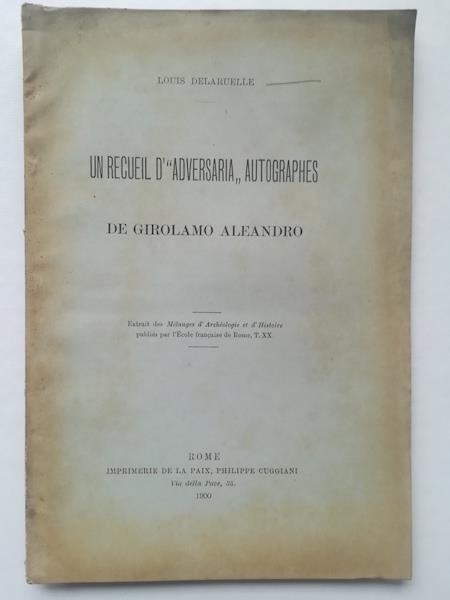 LOUIS DELARUELLE
UN RECUEIL D'“ADVERSARIA„ AUTOGRAPHES
DE GIROLAMO ALEANDRO
Extrait des Mélanges d'Archéologie et d'Histoire
publiés par l'École française de Rome, T. XX.
ROME
IMPRIMERIE DE LA PAIX, PHILIPPE CUGGIANI
Via della Pace, 35.
1900